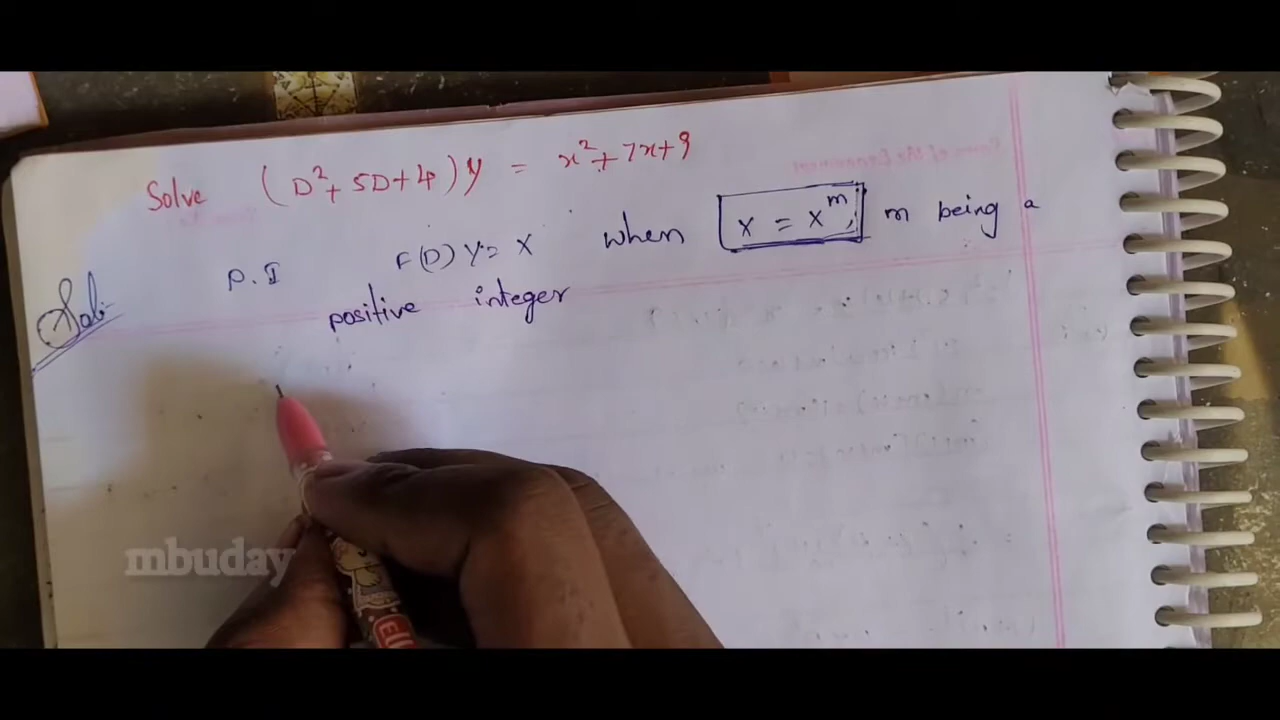 Solve (D²+5D+4)y = x²+7x+9
Sol:-
P.I F(D)y = X when X = x^m, m being a
positive integer
mbuday